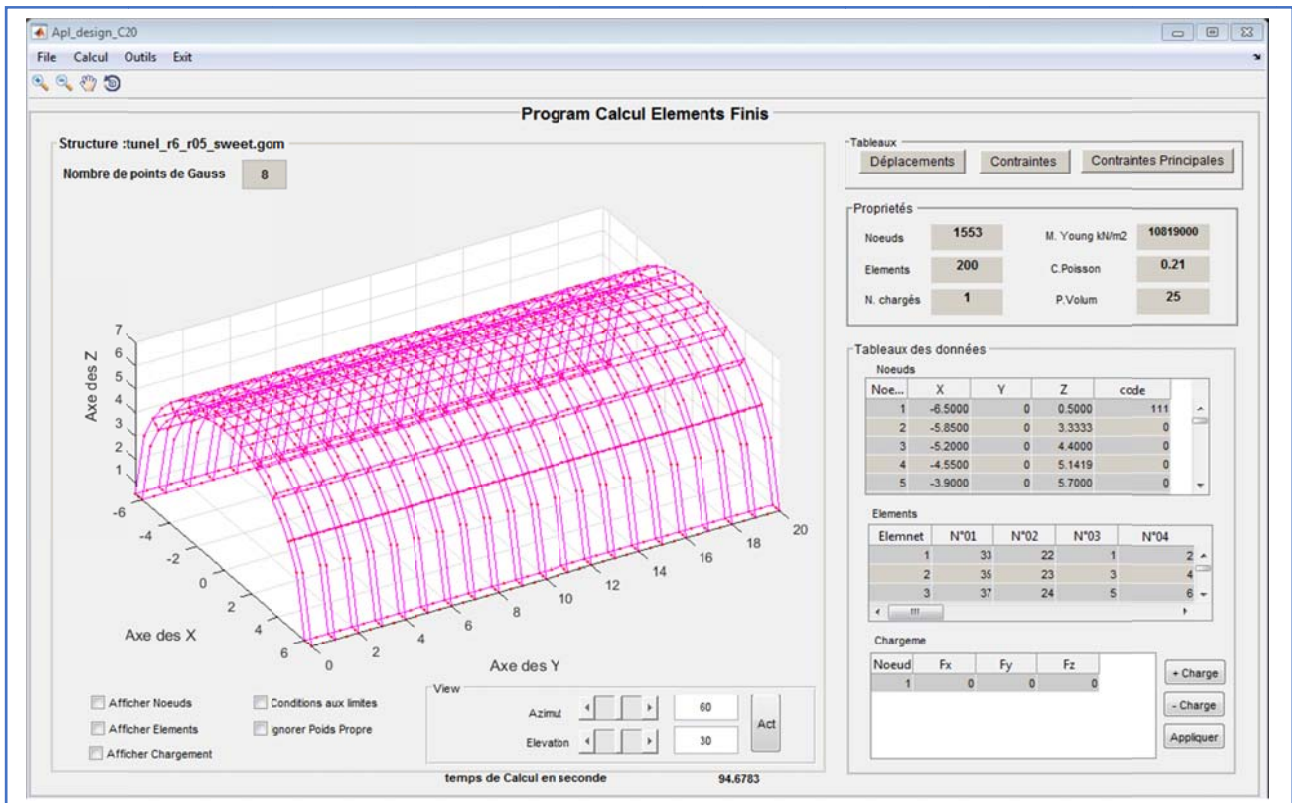 Apl_design_C20
File Calcul Outils Exit
Program Calcul Elements Finis
Structure :tunel_r6_r05_sweet.gcm
Nombre de points de Gauss 8
Axe des Z
7
6
5
4
3
2
1
-6
-4
-2
0
2
4
6
Axe des X
0
2
4
6
8
10
12
14
16
18
20
Axe des Y
Afficher Noeuds
Conditions aux limites
Afficher Elements
gnorer Poids Propre
Afficher Chargement
View
Azimut 60
Elevaton 30
Act
temps de Calcul en seconde 94.6783
Tableaux
Déplacements Contraintes Contraintes Principales
Proprietés
Noeuds 1553 M. Young kN/m2 10819000
Elements 200 C.Poisson 0.21
N. chargés 1 P.Volum 25
Tableaux des données
Noeuds
Noe... X Y Z code
1 -6.5000 0 0.5000 111
2 -5.8500 0 3.3333 0
3 -5.2000 0 4.4000 0
4 -4.5500 0 5.1419 0
5 -3.9000 0 5.7000 0
Elements
Elemnet N°01 N°02 N°03 N°04
1 33 22 1 2
2 35 23 3 4
3 37 24 5 6
Chargeme
Noeud Fx Fy Fz
1 0 0 0
+ Charge
- Charge
Appliquer